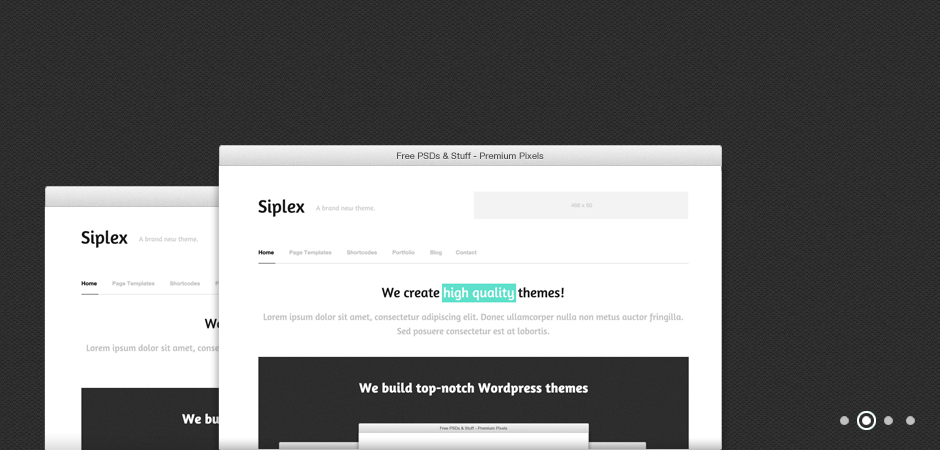 Free PSDs & Stuff - Premium Pixels
Siplex A brand new theme.
468 x 60
Home Page Templates Shortcodes Portfolio Blog Contact
We create high quality themes!
Lorem ipsum dolor sit amet, consectetur adipiscing elit. Donec ullamcorper nulla non metus auctor fringilla.
Sed posuere consectetur est at lobortis.
We build top-notch Wordpress themes
Free PSDs & Stuff - Premium Pixels
Siplex A brand new theme.
Home Page Templates Shortcodes P
We
Lorem ipsum dolor sit amet, conse
We bu